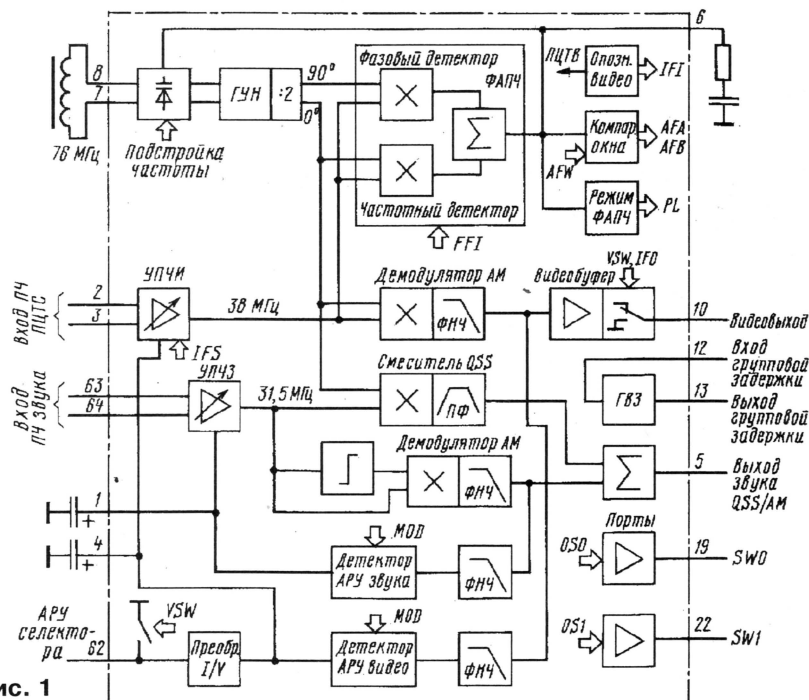 6
8
7
76 МГц
Подстройка
частоты
ГУН
:2
90°
0°
Фазовый детектор
ФАПЧ
Частотный детектор
FFI
ПЦТВ
Опозн.
видео
IFI
Компар.
окна
AFA
AFB
AFW
Режим
ФАПЧ
PL
Вход ПЧ
ПЦТС
2
3
УПЧИ
IFS
38 МГц
Демодулятор АМ
ФНЧ
Видеобуфер
VSW, IFO
10
Видеовыход
12
Вход
групповой
задержки
ГВЗ
13
Выход
групповой
задержки
Вход
ПЧ звука
63
64
УПЧЗ
31,5 МГц
Смеситель QSS
ПФ
Демодулятор АМ
ФНЧ
5
Выход
звука
QSS/AM
1
+
4
+
MOD
Детектор
АРУ звука
ФНЧ
Порты
OS0
19
SW0
АРУ
селекто-
ра
62
VSW
Преобр.
I/V
MOD
Детектор
АРУ видео
ФНЧ
OS1
22
SW1
ис. 1